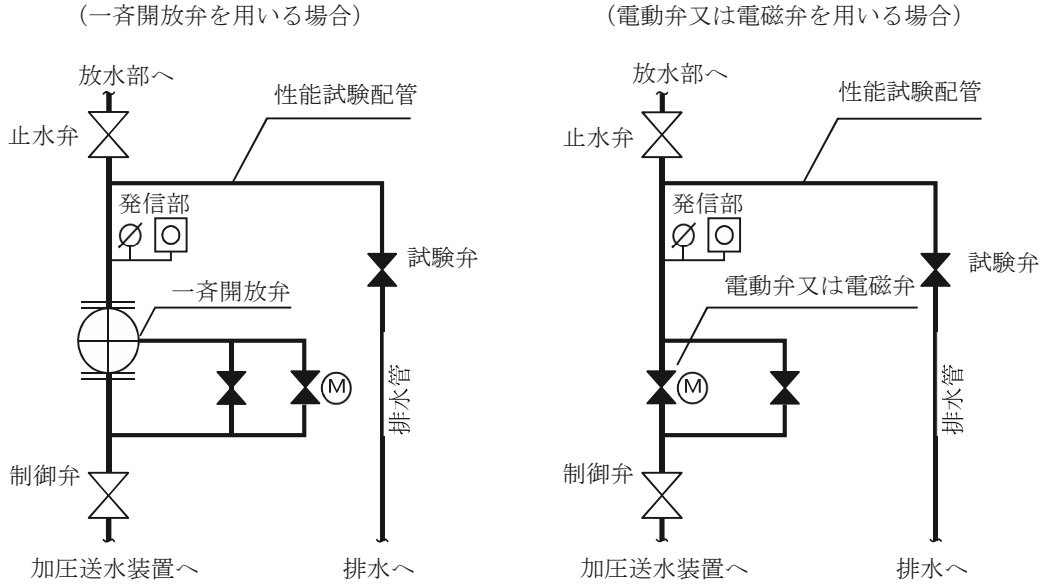 (一斉開放弁を用いる場合)
放水部へ
性能試験配管
止水弁
発信部
試験弁
一斉開放弁
M
排水管
制御弁
加圧送水装置へ
排水へ
(電動弁又は電磁弁を用いる場合)
放水部へ
性能試験配管
止水弁
発信部
試験弁
電動弁又は電磁弁
M
排水管
制御弁
加圧送水装置へ
排水へ